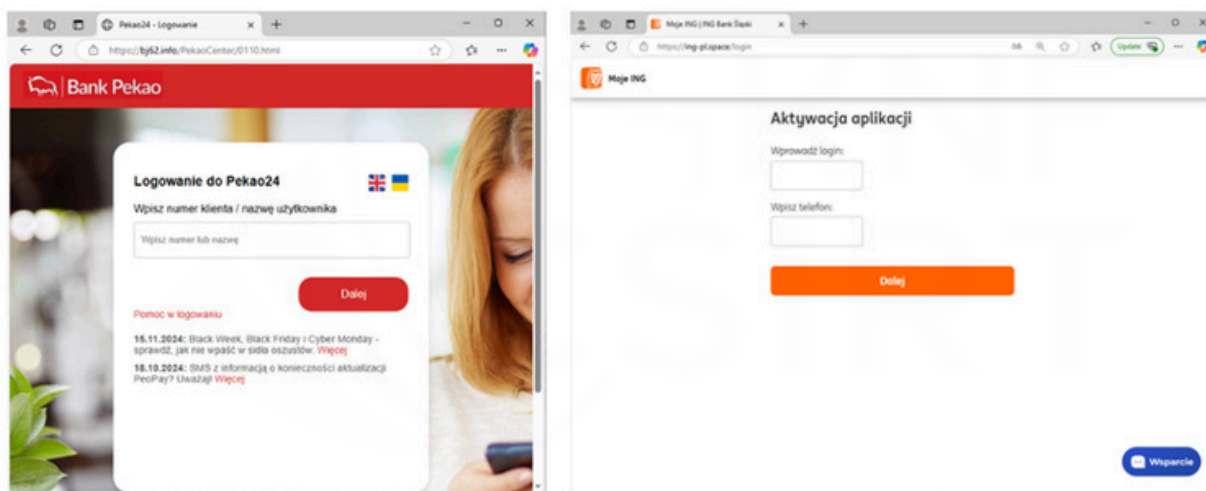 Pekao24 - Logowanie
https://bj62.info/PekaoCenter/0110.html
Bank Pekao
Logowanie do Pekao24
Wpisz numer klienta / nazwę użytkownika
Wpisz numer lub nazwę
Dalej
Pomoc w logowaniu
15.11.2024: Black Week, Black Friday i Cyber Monday -
sprawdź, jak nie wpaść w sidła oszustów. Więcej
18.10.2024: SMS z informacją o konieczności aktualizacji
PeoPay? Uważaj! Więcej
Moje ING | ING Bank Śląski
https://ing-pl.space/login
Update
Moje ING
Aktywacja aplikacji
Wprowadź login:
Wpisz telefon:
Dolej
Wsparcie